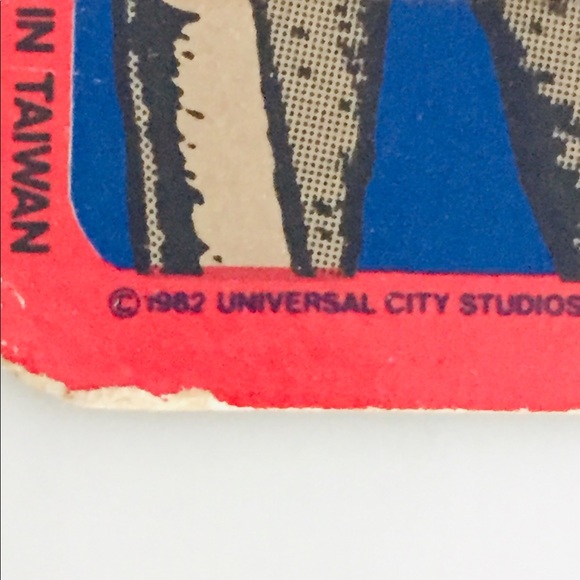 IN TAIWAN
© 1982 UNIVERSAL CITY STUDIOS